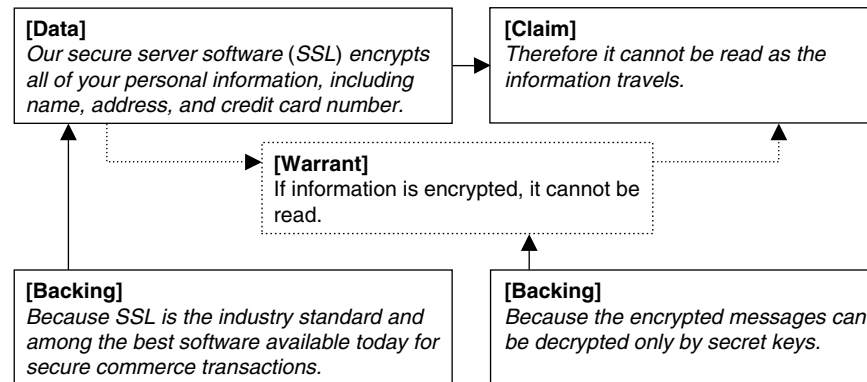 [Data]
Our secure server software (SSL) encrypts
all of your personal information, including
name, address, and credit card number.
[Claim]
Therefore it cannot be read as the
information travels.
[Warrant]
If information is encrypted, it cannot be
read.
[Backing]
Because SSL is the industry standard and
among the best software available today for
secure commerce transactions.
[Backing]
Because the encrypted messages can
be decrypted only by secret keys.